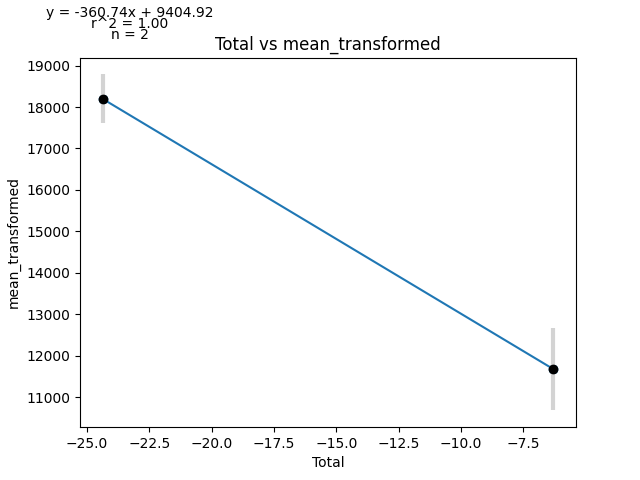 y = -360.74x + 9404.92
r^2 = 1.00
n = 2
Total vs mean_transformed
19000
18000
17000
16000
15000
14000
13000
12000
11000
mean_transformed
−25.0 −22.5 −20.0 −17.5 −15.0 −12.5 −10.0 −7.5
Total